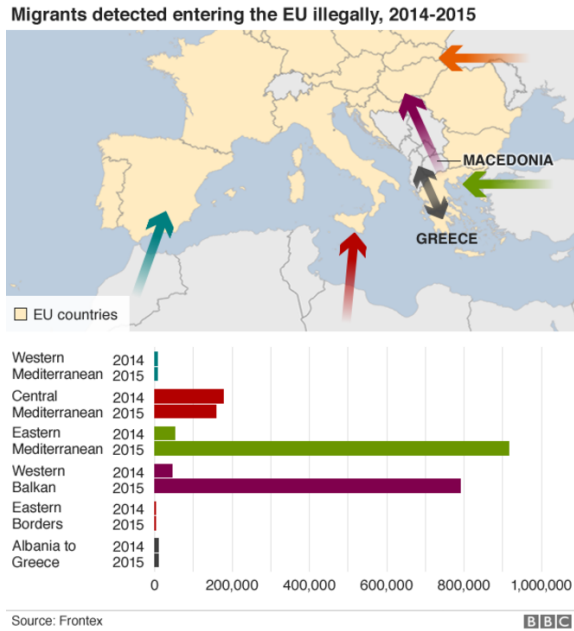 Migrants detected entering the EU illegally, 2014-2015
MACEDONIA
GREECE
EU countries
Western 2014
Mediterranean 2015
Central 2014
Mediterranean 2015
Eastern 2014
Mediterranean 2015
Western 2014
Balkan 2015
Eastern 2014
Borders 2015
Albania to 2014
Greece 2015
0 200,000 400,000 600,000 800,000 1,000,000
Source: Frontex BBC